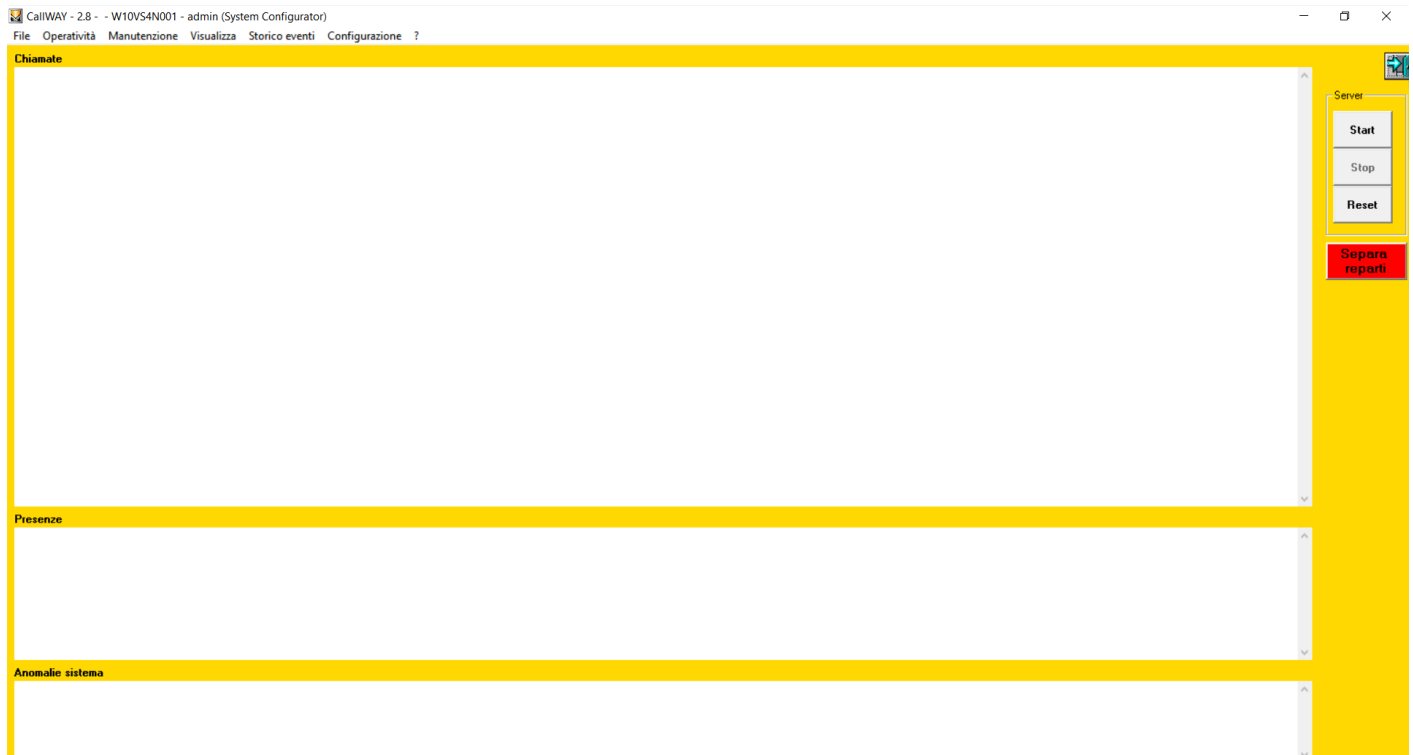 CallWAY - 2.8 - - W10VS4N001 - admin (System Configurator)
File Operatività Manutenzione Visualizza Storico eventi Configurazione ?
Chiamate
Server
Start
Stop
Reset
Separa
reparti
Presenze
Anomalie sistema